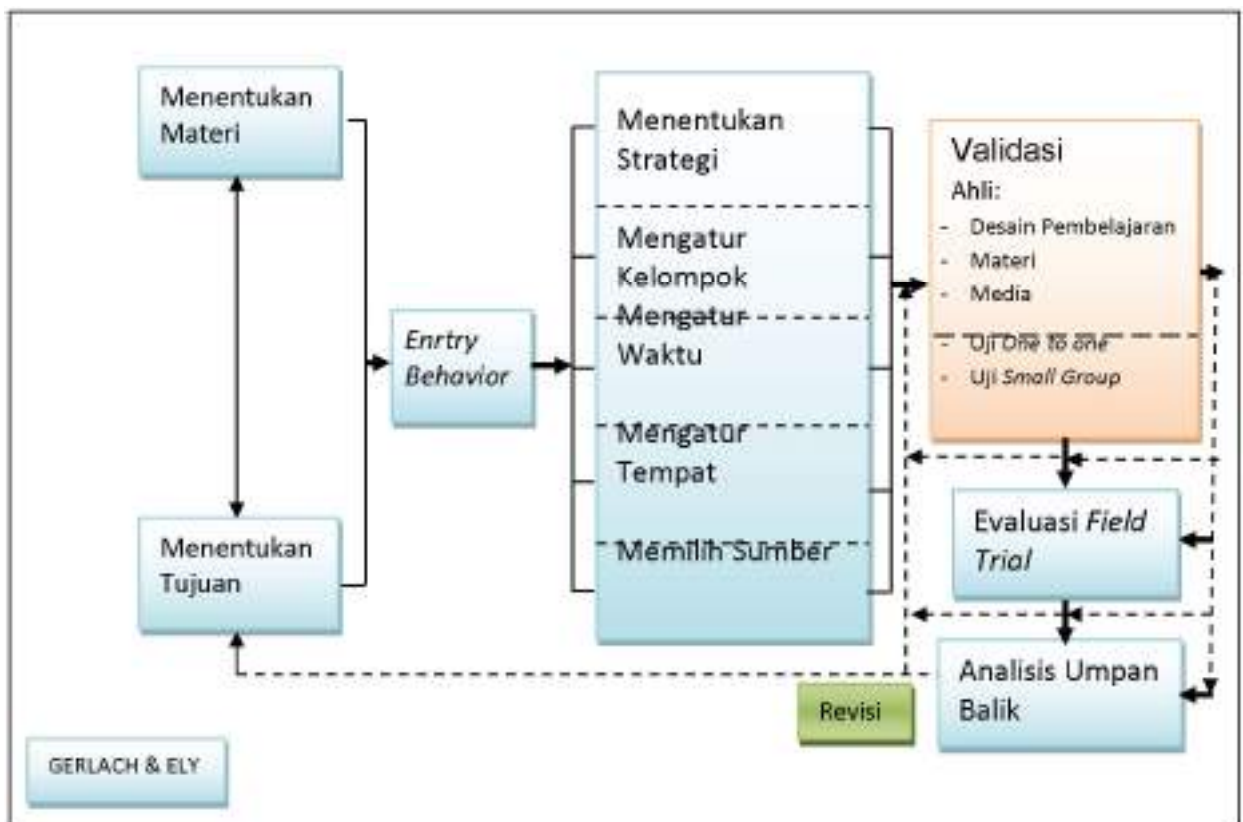 Menentukan
Materi
Menentukan
Tujuan
Enrtry
Behavior
Menentukan
Strategi
Mengatur
Kelompok
Mengatur
Waktu
Mengatur
Tempat
Memilih Sumber
Validasi
Ahli:
- Desain Pembelajaran
- Materi
- Media
- Uji One to one
- Uji Small Group
Evaluasi Field
Trial
Analisis Umpan
Balik
Revisi
GERLACH & ELY